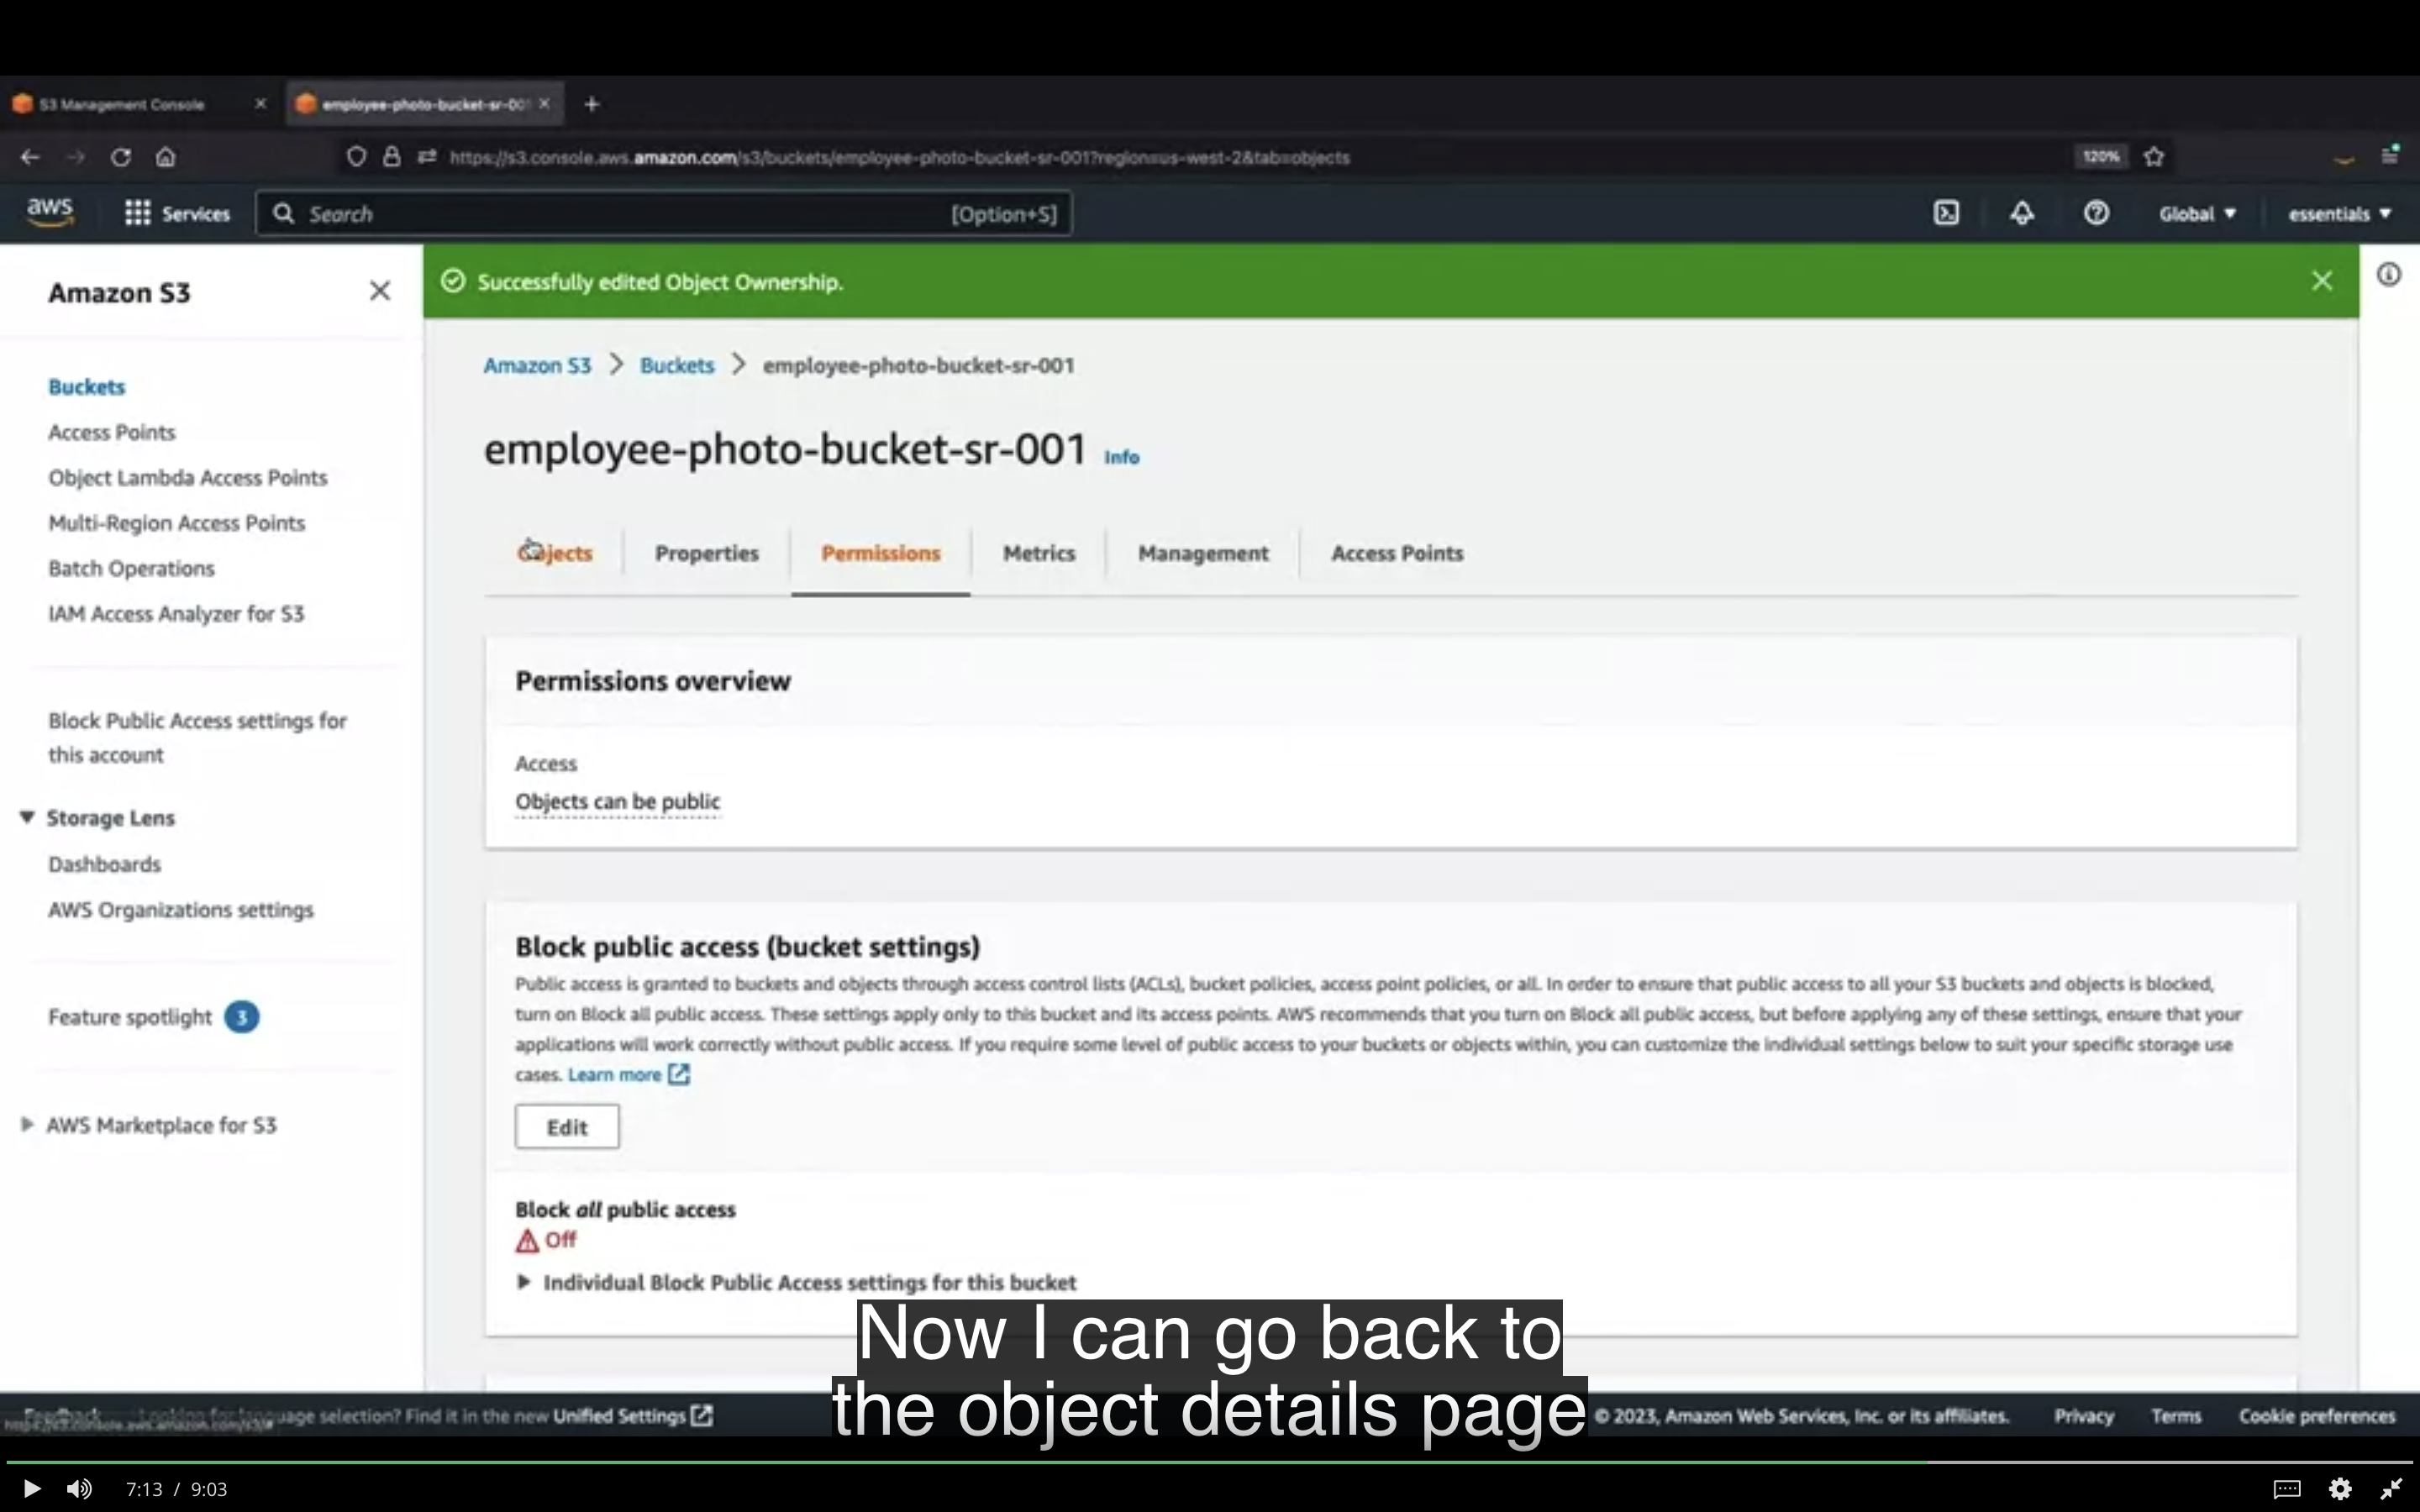 S3 Management Console
employee-photo-bucket-sr-001
https://s3.console.aws.amazon.com/s3/buckets/employee-photo-bucket-sr-001?region=us-west-2&tab=objects
120%
aws
Services
Search
[Option+S]
Global
essentials
Amazon S3
Buckets
Access Points
Object Lambda Access Points
Multi-Region Access Points
Batch Operations
IAM Access Analyzer for S3
Block Public Access settings for
this account
Storage Lens
Dashboards
AWS Organizations settings
Feature spotlight 3
AWS Marketplace for S3
Successfully edited Object Ownership.
Amazon S3 > Buckets > employee-photo-bucket-sr-001
employee-photo-bucket-sr-001 Info
Objects Properties Permissions Metrics Management Access Points
Permissions overview
Access
Objects can be public
Block public access (bucket settings)
Public access is granted to buckets and objects through access control lists (ACLs), bucket policies, access point policies, or all. In order to ensure that public access to all your S3 buckets and objects is blocked,
turn on Block all public access. These settings apply only to this bucket and its access points. AWS recommends that you turn on Block all public access, but before applying any of these settings, ensure that your
applications will work correctly without public access. If you require some level of public access to your buckets or objects within, you can customize the individual settings below to suit your specific storage use
cases. Learn more
Edit
Block all public access
Off
Individual Block Public Access settings for this bucket
Now I can go back to
the object details page
language selection? Find it in the new Unified Settings
© 2023, Amazon Web Services, Inc. or its affiliates. Privacy Terms Cookie preferences
7:13 / 9:03